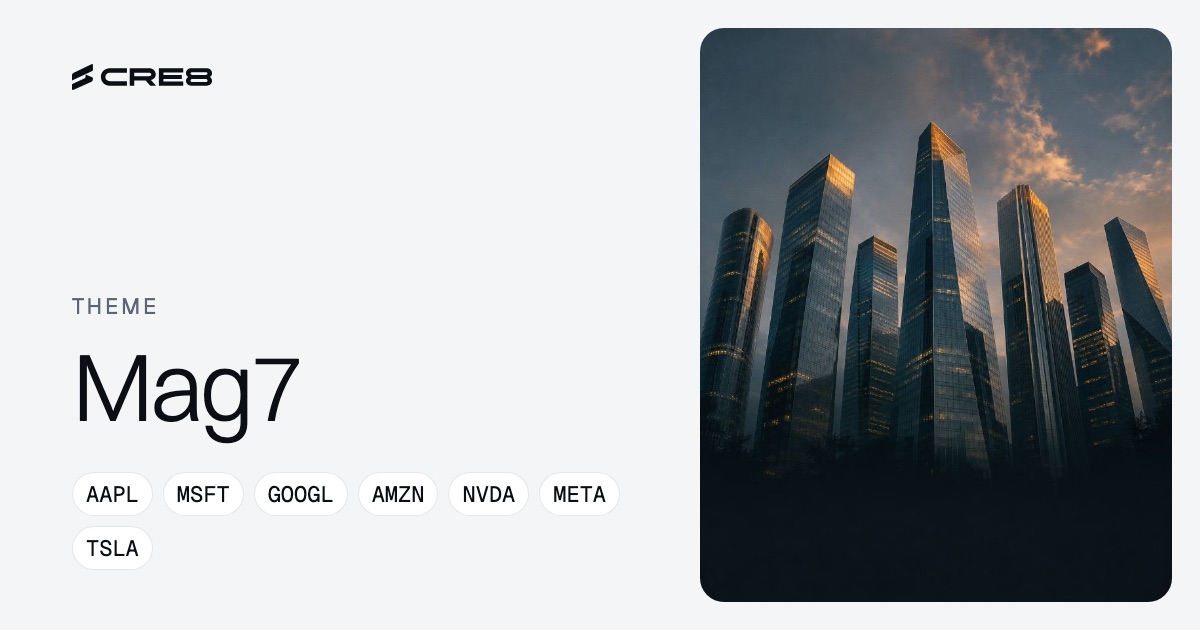 CRE8
THEME
Mag7
AAPL MSFT GOOGL AMZN NVDA META
TSLA